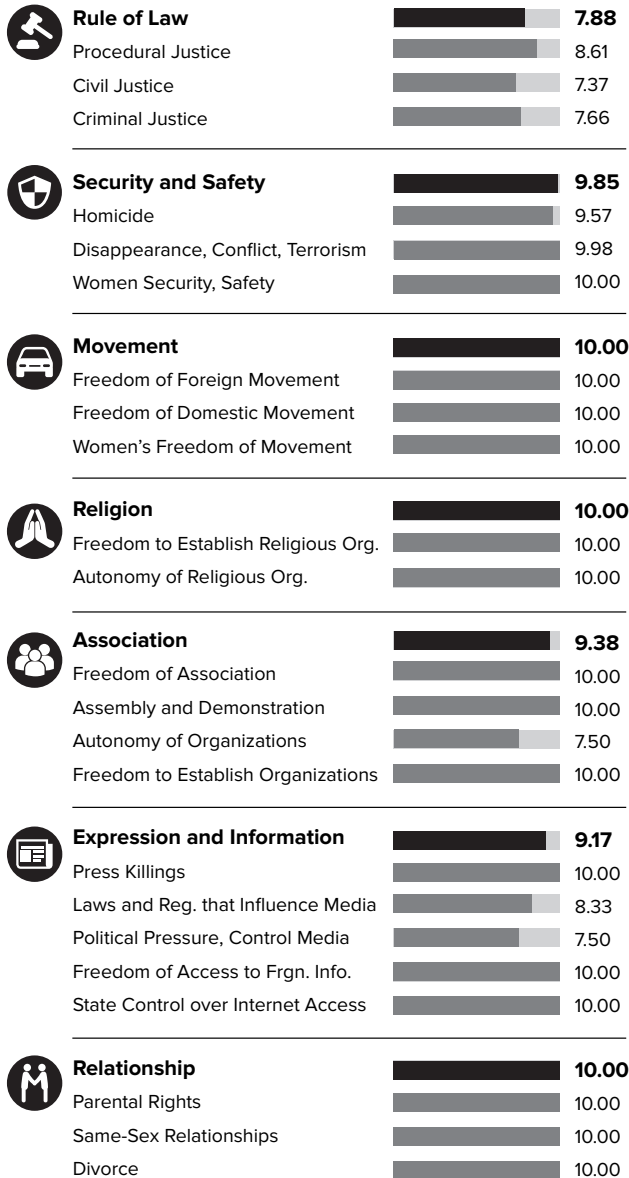 Rule of Law 7.88
Procedural Justice 8.61
Civil Justice 7.37
Criminal Justice 7.66
Security and Safety 9.85
Homicide 9.57
Disappearance, Conflict, Terrorism 9.98
Women Security, Safety 10.00
Movement 10.00
Freedom of Foreign Movement 10.00
Freedom of Domestic Movement 10.00
Women’s Freedom of Movement 10.00
Religion 10.00
Freedom to Establish Religious Org. 10.00
Autonomy of Religious Org. 10.00
Association 9.38
Freedom of Association 10.00
Assembly and Demonstration 10.00
Autonomy of Organizations 7.50
Freedom to Establish Organizations 10.00
Expression and Information 9.17
Press Killings 10.00
Laws and Reg. that Influence Media 8.33
Political Pressure, Control Media 7.50
Freedom of Access to Frgn. Info. 10.00
State Control over Internet Access 10.00
Relationship 10.00
Parental Rights 10.00
Same-Sex Relationships 10.00
Divorce 10.00